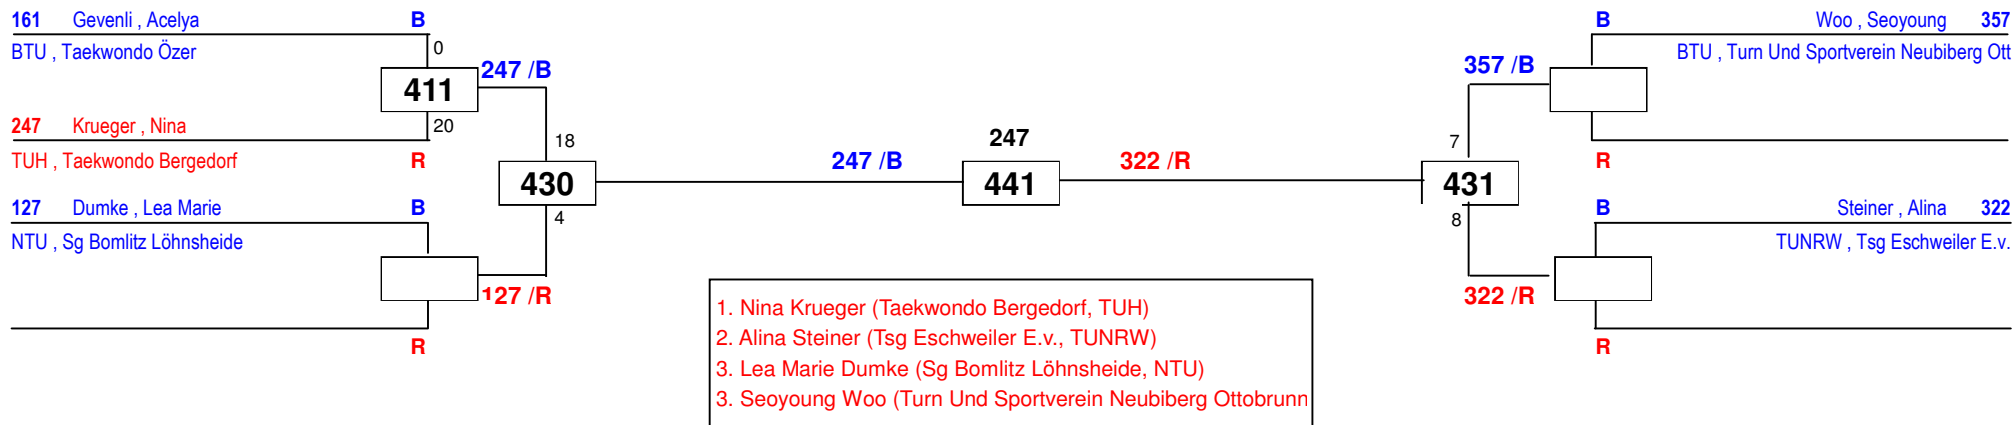 161 Gevenli , Acelya B
BTU , Taekwondo Özer
0
411
247 /B
20
247 Krueger , Nina
TUH , Taekwondo Bergedorf R
18
430
4
127 Dumke , Lea Marie B
NTU , Sg Bomlitz Löhnsheide
127 /R
R
247 /B
247
441
322 /R
1. Nina Krueger (Taekwondo Bergedorf, TUH)
2. Alina Steiner (Tsg Eschweiler E.v., TUNRW)
3. Lea Marie Dumke (Sg Bomlitz Löhnsheide, NTU)
3. Seoyoung Woo (Turn Und Sportverein Neubiberg Ottobrunn
B Woo , Seoyoung 357
BTU , Turn Und Sportverein Neubiberg Ott
357 /B
R
7
431
8
B Steiner , Alina 322
TUNRW , Tsg Eschweiler E.v.
322 /R
R